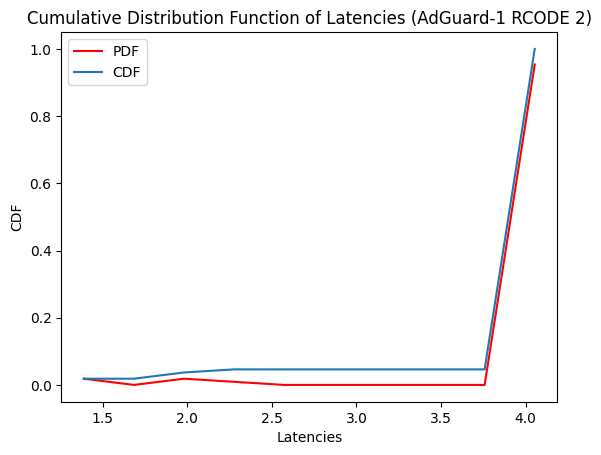 Cumulative Distribution Function of Latencies (AdGuard-1 RCODE 2)
PDF
CDF
1.0
0.8
0.6
0.4
0.2
0.0
CDF
1.5
2.0
2.5
3.0
3.5
4.0
Latencies